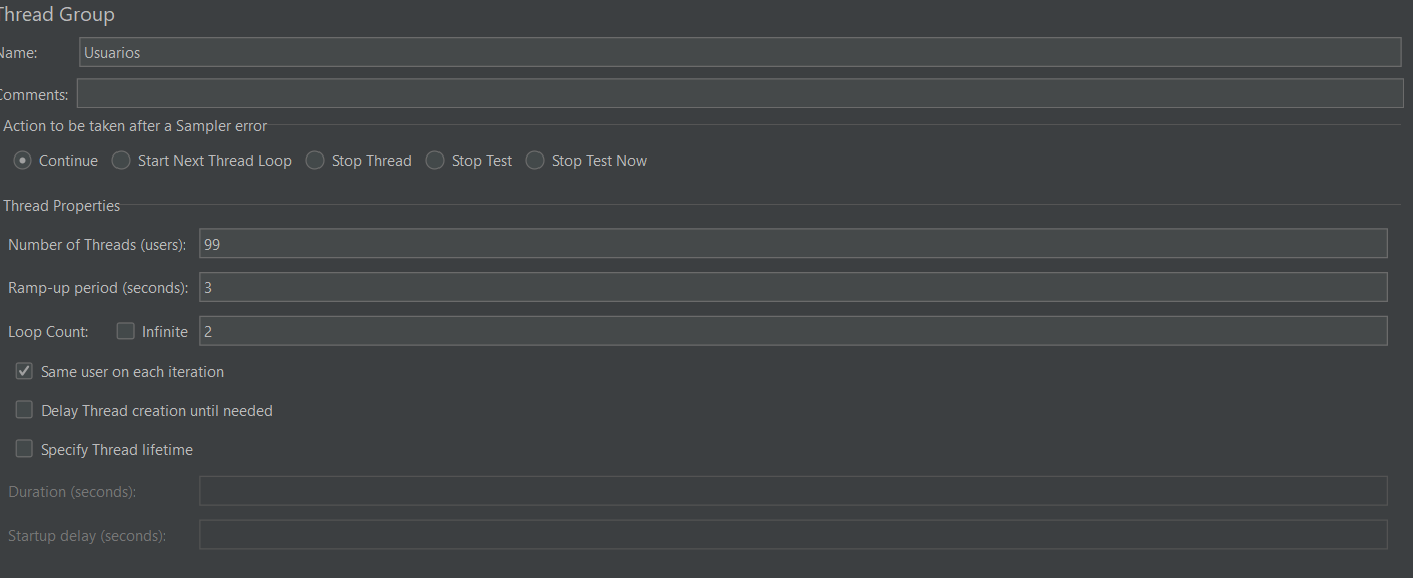 Thread Group
Name: Usuarios
Comments:
Action to be taken after a Sampler error
Continue Start Next Thread Loop Stop Thread Stop Test Stop Test Now
Thread Properties
Number of Threads (users): 99
Ramp-up period (seconds): 3
Loop Count: Infinite 2
Same user on each iteration
Delay Thread creation until needed
Specify Thread lifetime
Duration (seconds):
Startup delay (seconds):